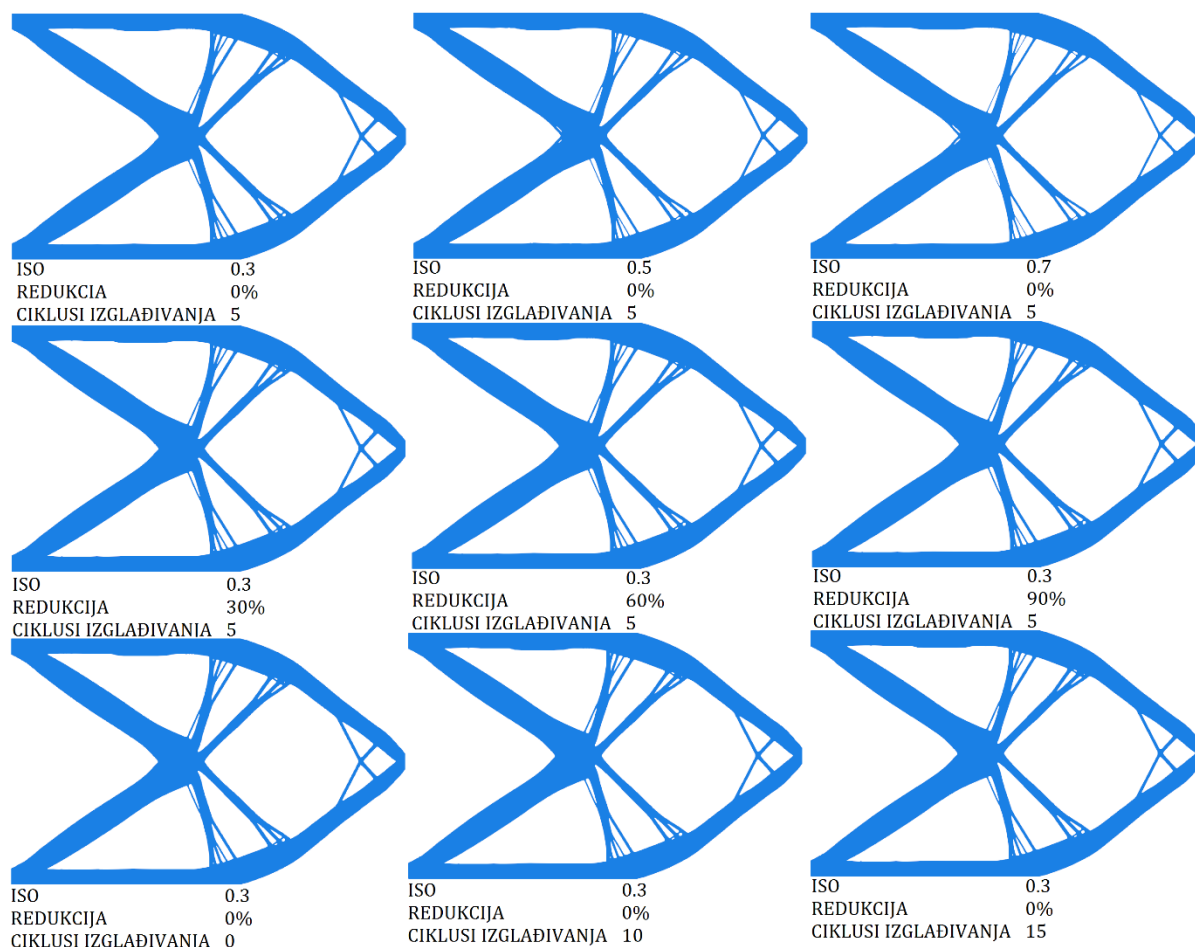 ISO 0.3
REDUKCIA 0%
CIKLUSI IZGLAĐIVANJA 5
ISO 0.5
REDUKCIJA 0%
CIKLUSI IZGLAĐIVANJA 5
ISO 0.7
REDUKCIJA 0%
CIKLUSI IZGLAĐIVANJA 5
ISO 0.3
REDUKCIJA 30%
CIKLUSI IZGLAĐIVANJA 5
ISO 0.3
REDUKCIJA 60%
CIKLUSI IZGLAĐIVANJA 5
ISO 0.3
REDUKCIJA 90%
CIKLUSI IZGLAĐIVANJA 5
ISO 0.3
REDUKCIJA 0%
CIKLUSI IZGLAĐIVANJA 0
ISO 0.3
REDUKCIJA 0%
CIKLUSI IZGLAĐIVANJA 10
ISO 0.3
REDUKCIJA 0%
CIKLUSI IZGLAĐIVANJA 15